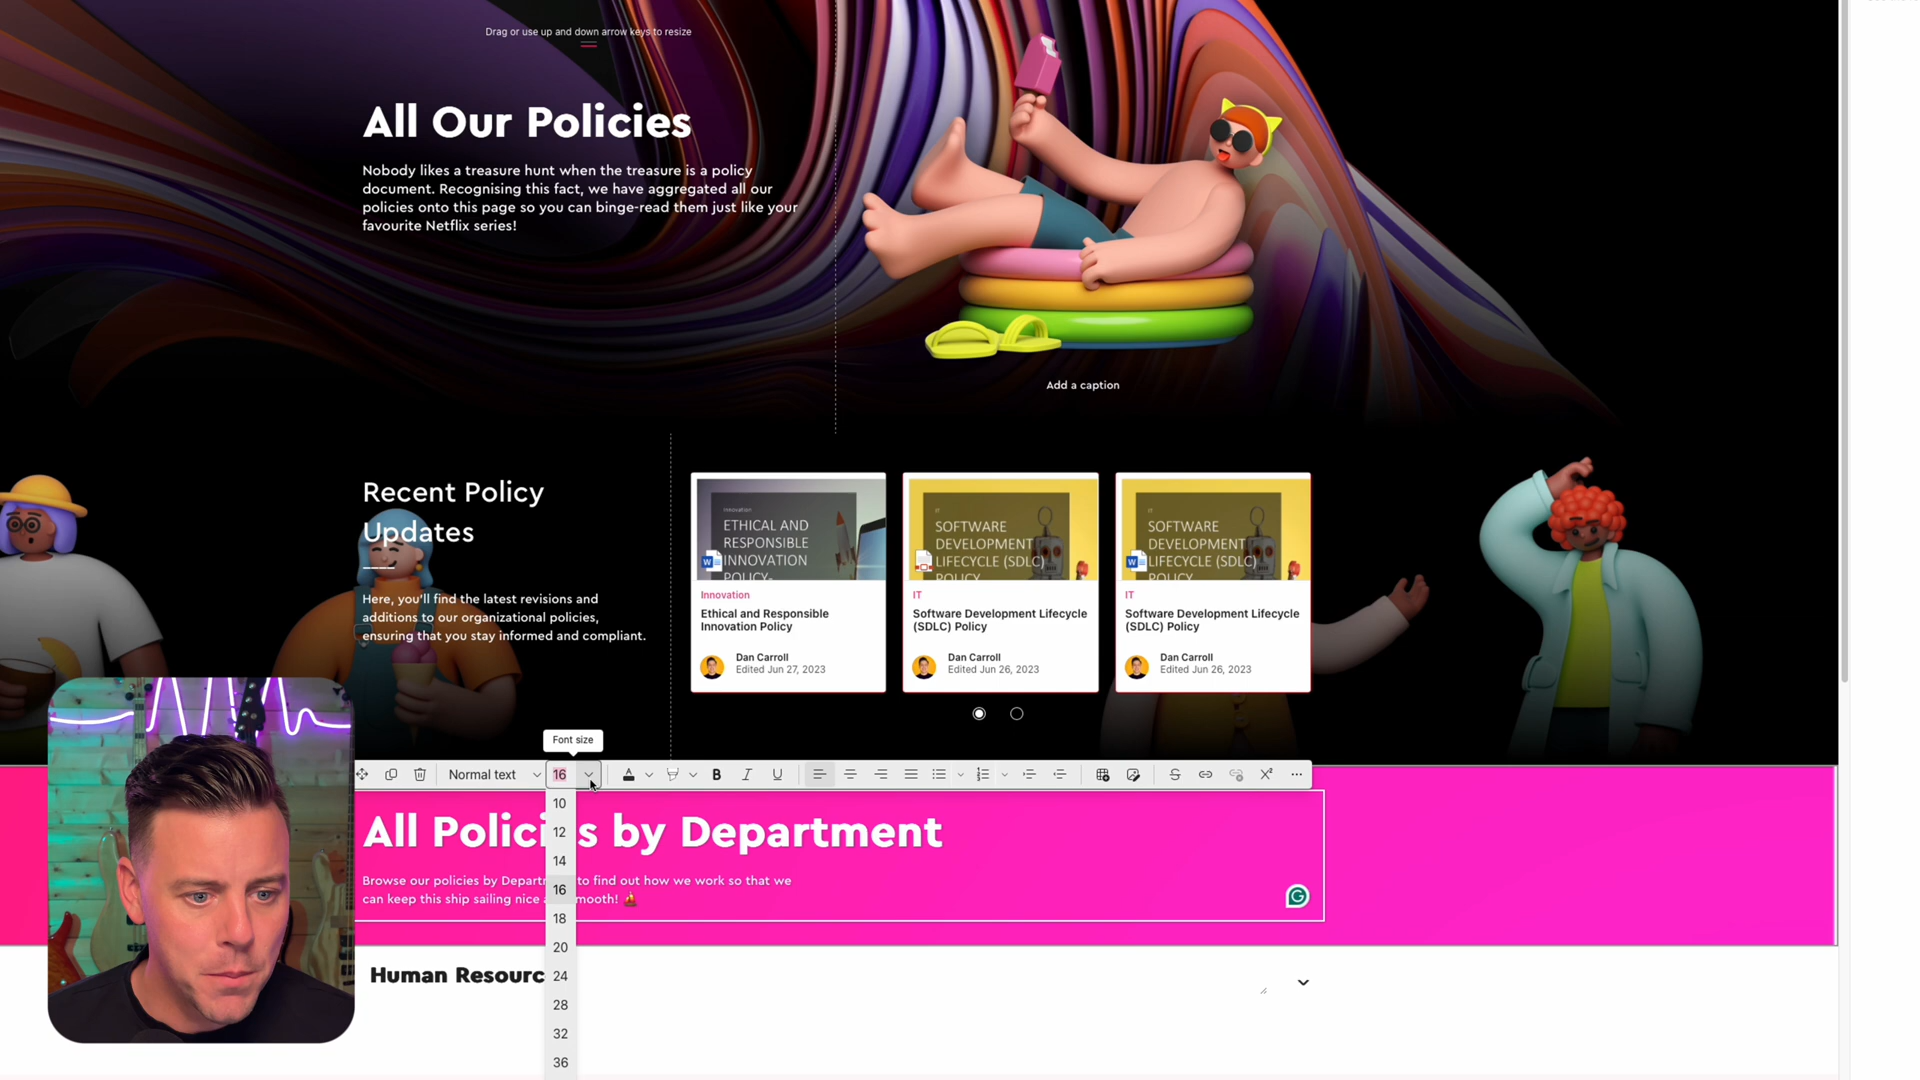 Drag or use up and down arrow keys to resize
All Our Policies
Nobody likes a treasure hunt when the treasure is a policy
document. Recognising this fact, we have aggregated all our
policies onto this page so you can binge-read them just like your
favourite Netflix series!
Add a caption
Recent Policy
Updates
Here, you'll find the latest revisions and
additions to our organizational policies,
ensuring that you stay informed and compliant.
Innovation
ETHICAL AND
RESPONSIBLE
INNOVATION
POLICY-
W
Innovation
Ethical and Responsible
Innovation Policy
Dan Carroll
Edited Jun 27, 2023
IT
SOFTWARE
DEVELOPMENT
LIFECYCLE (SDLC)
POLICY
IT
Software Development Lifecycle
(SDLC) Policy
Dan Carroll
Edited Jun 26, 2023
IT
SOFTWARE
DEVELOPMENT
LIFECYCLE (SDLC)
POLICY
W
IT
Software Development Lifecycle
(SDLC) Policy
Dan Carroll
Edited Jun 26, 2023
Font size
Normal text 16 A B I U
10
12
14
16
18
20
24
28
32
36
All Polici s by Department
Browse our policies by Depart to find out how we work so that we
can keep this ship sailing nice mooth!
Human Resourc